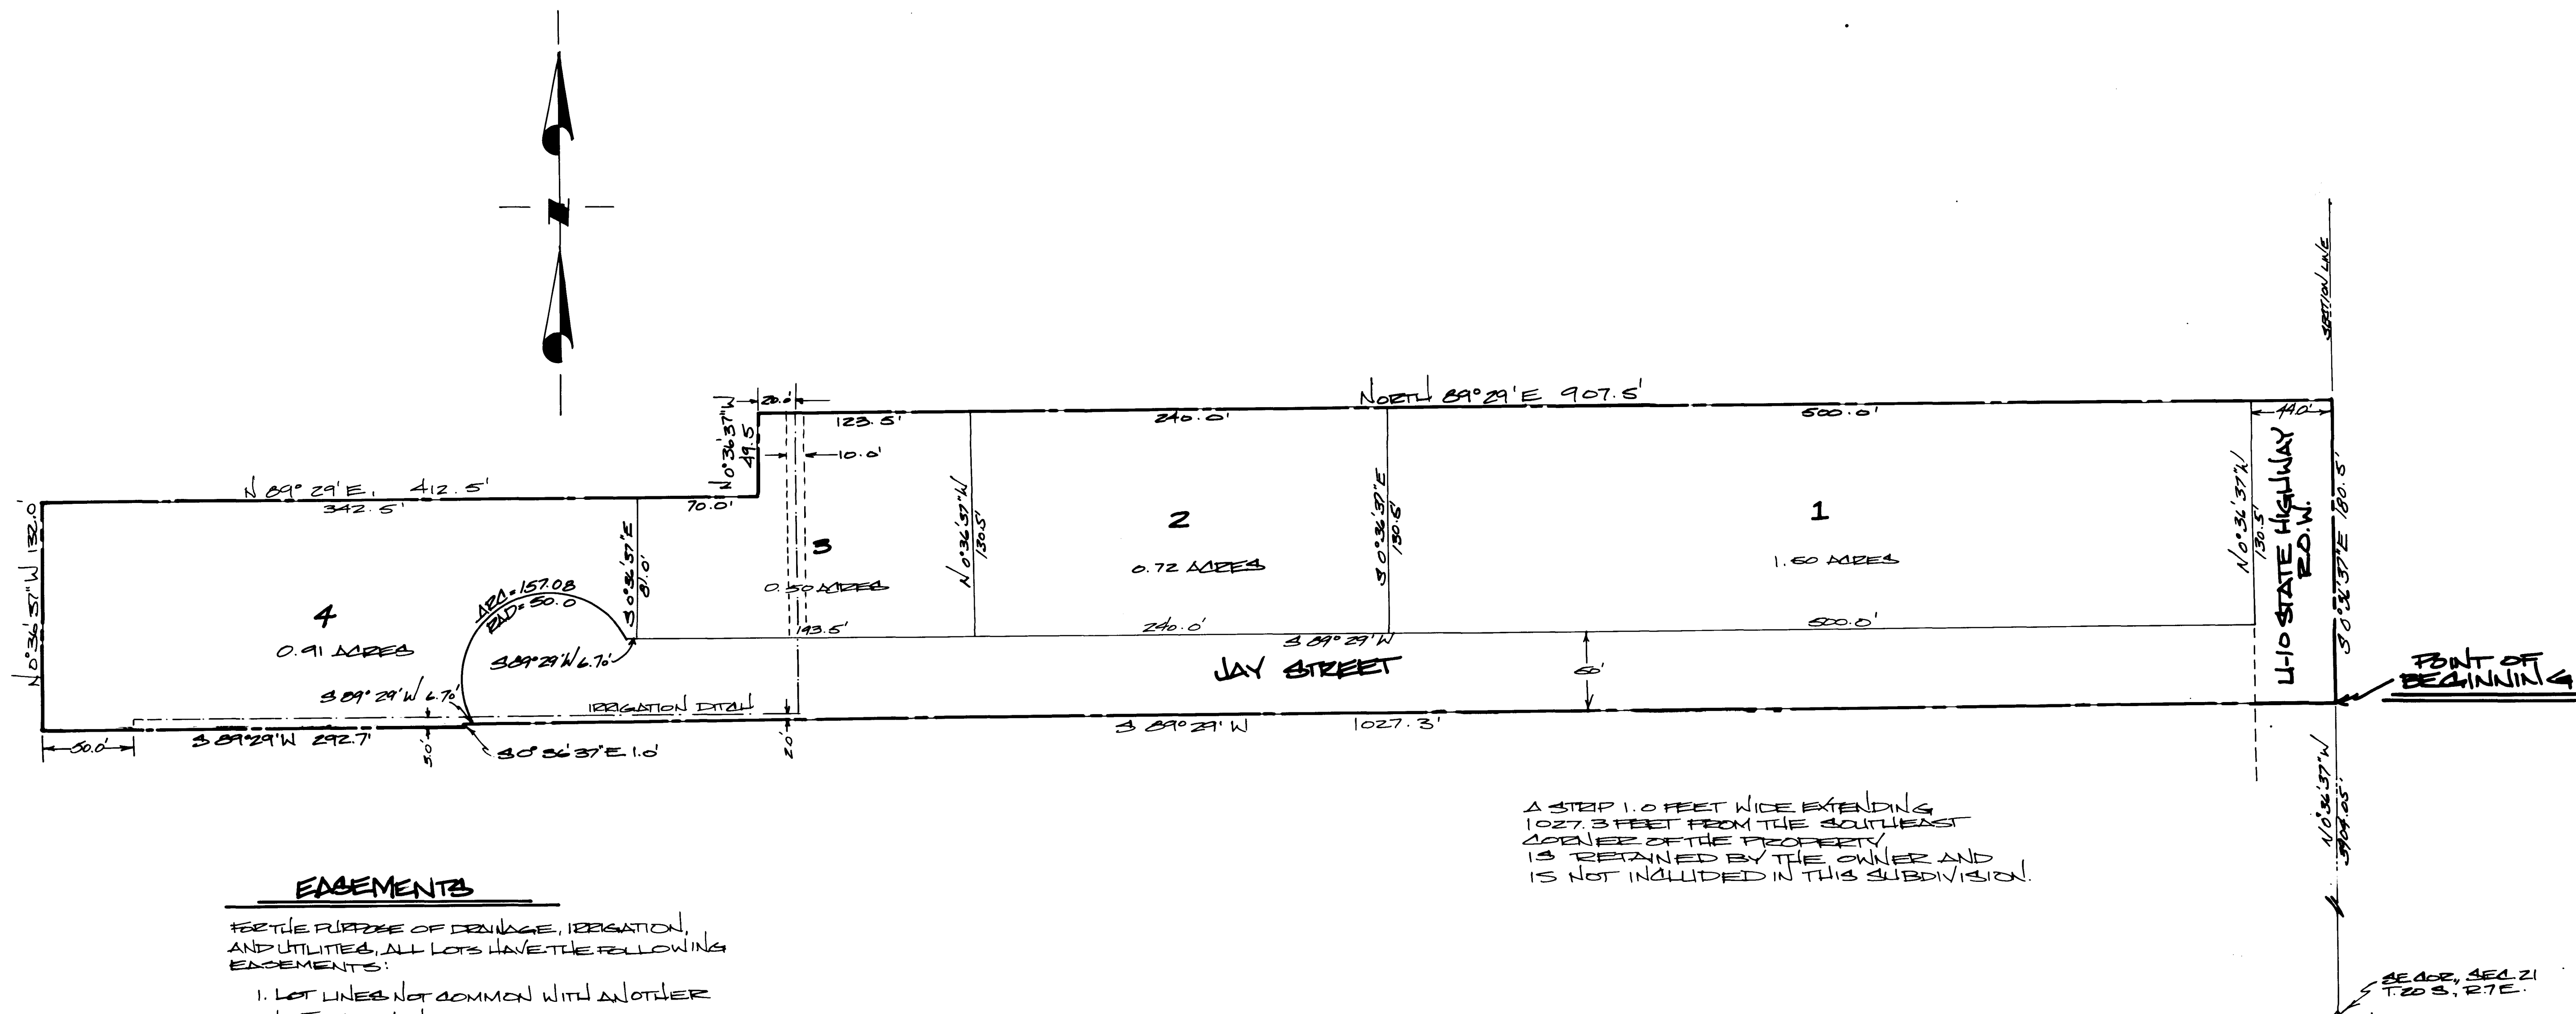 N
SECTION LINE
NORTH 89°29'E 907.5'
20.0'
123.5'
240.0'
500.0'
44.0'
N 0°36'37"W
49.5
10.0'
N 89°29'E, 412.5'
342.5'
70.0'
N 0°36'37"W 132.0'
S 0°36'37"E
81.0'
3
0.50 ACRES
193.5'
N 0°36'37"W
130.5'
2
0.72 ACRES
240.0'
S 0°36'37"E
130.5'
1
1.50 ACRES
500.0'
N 0°36'37"W
130.5'
U-10 STATE HIGHWAY
R.O.W.
S 0°36'37"E 180.5'
4
0.91 ACRES
ARC=157.08
RAD=50.0
S 89°29'W 6.70'
S 89°29'W 6.70'
S 89°29'W
JAY STREET
POINT OF
BEGINNING
IRRIGATION DITCH
50.0'
S 89°29'W 292.7'
5.0'
S 0°36'37"E 1.0'
2.0'
S 89°29'W 1027.3'
N 0°36'37"W
A STRIP 1.0 FEET WIDE EXTENDING
1027.3 FEET FROM THE SOUTHEAST
CORNER OF THE PROPERTY
IS RETAINED BY THE OWNER AND
IS NOT INCLUDED IN THIS SUBDIVISION.
EASEMENTS
FOR THE PURPOSE OF DRAINAGE, IRRIGATION,
AND UTILITIES, ALL LOTS HAVE THE FOLLOWING
EASEMENTS:
1. LOT LINES NOT COMMON WITH ANOTHER
SE COR., SEC. 21
T. 20 S., R. 7 E.